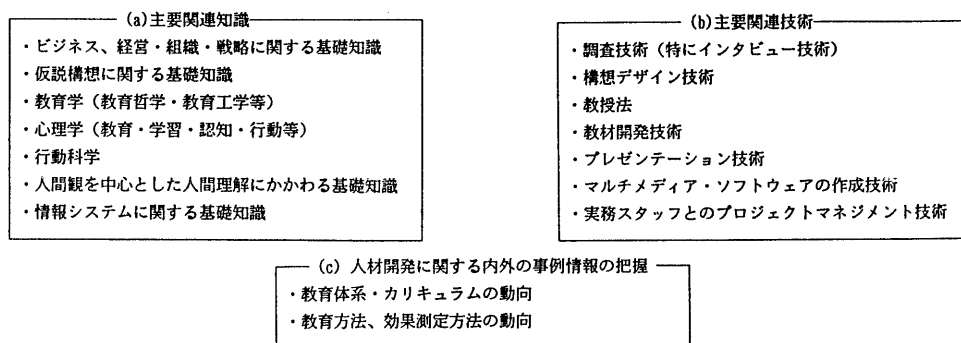 (a)主要関連知識
・ビジネス、経営・組織・戦略に関する基礎知識
・仮説構想に関する基礎知識
・教育学（教育哲学・教育工学等）
・心理学（教育・学習・認知・行動等）
・行動科学
・人間観を中心とした人間理解にかかわる基礎知識
・情報システムに関する基礎知識
(b)主要関連技術
・調査技術（特にインタビュー技術）
・構想デザイン技術
・教授法
・教材開発技術
・プレゼンテーション技術
・マルチメディア・ソフトウェアの作成技術
・実務スタッフとのプロジェクトマネジメント技術
(c) 人材開発に関する内外の事例情報の把握
・教育体系・カリキュラムの動向
・教育方法、効果測定方法の動向